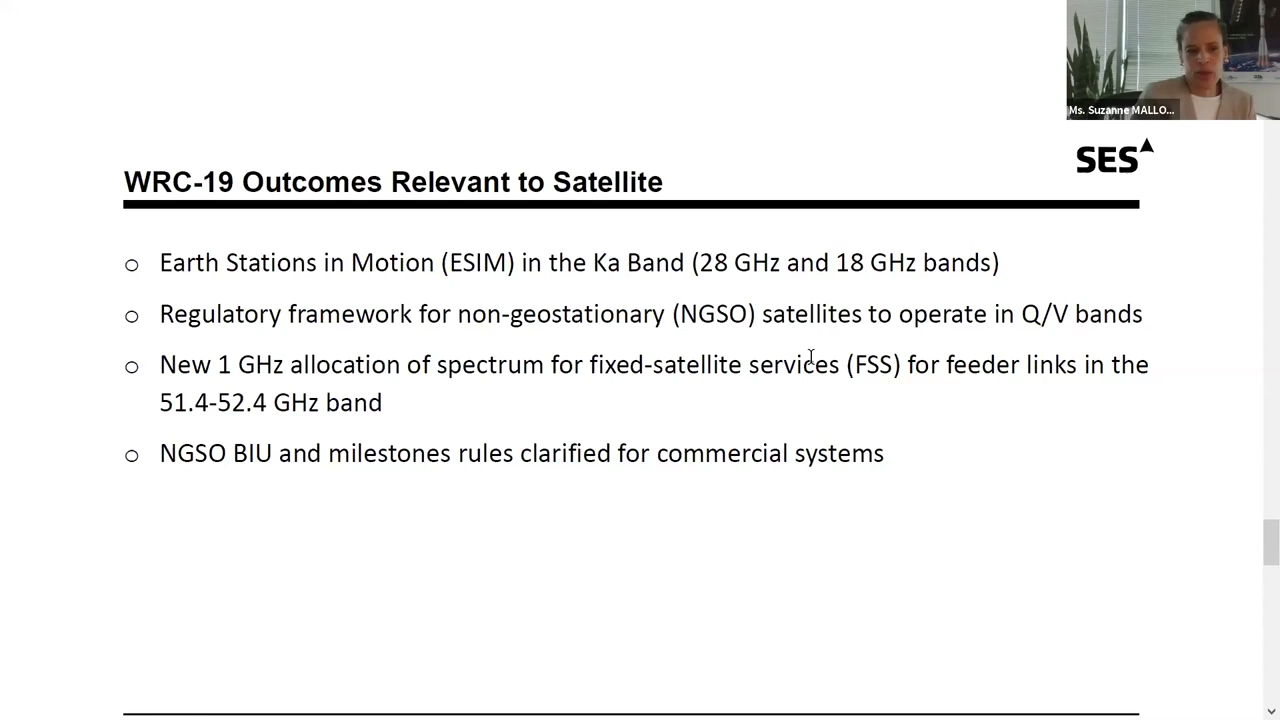 Ms. Suzanne MALLO...
SES
WRC-19 Outcomes Relevant to Satellite
o Earth Stations in Motion (ESIM) in the Ka Band (28 GHz and 18 GHz bands)
o Regulatory framework for non-geostationary (NGSO) satellites to operate in Q/V bands
o New 1 GHz allocation of spectrum for fixed-satellite services (FSS) for feeder links in the
51.4-52.4 GHz band
o NGSO BIU and milestones rules clarified for commercial systems